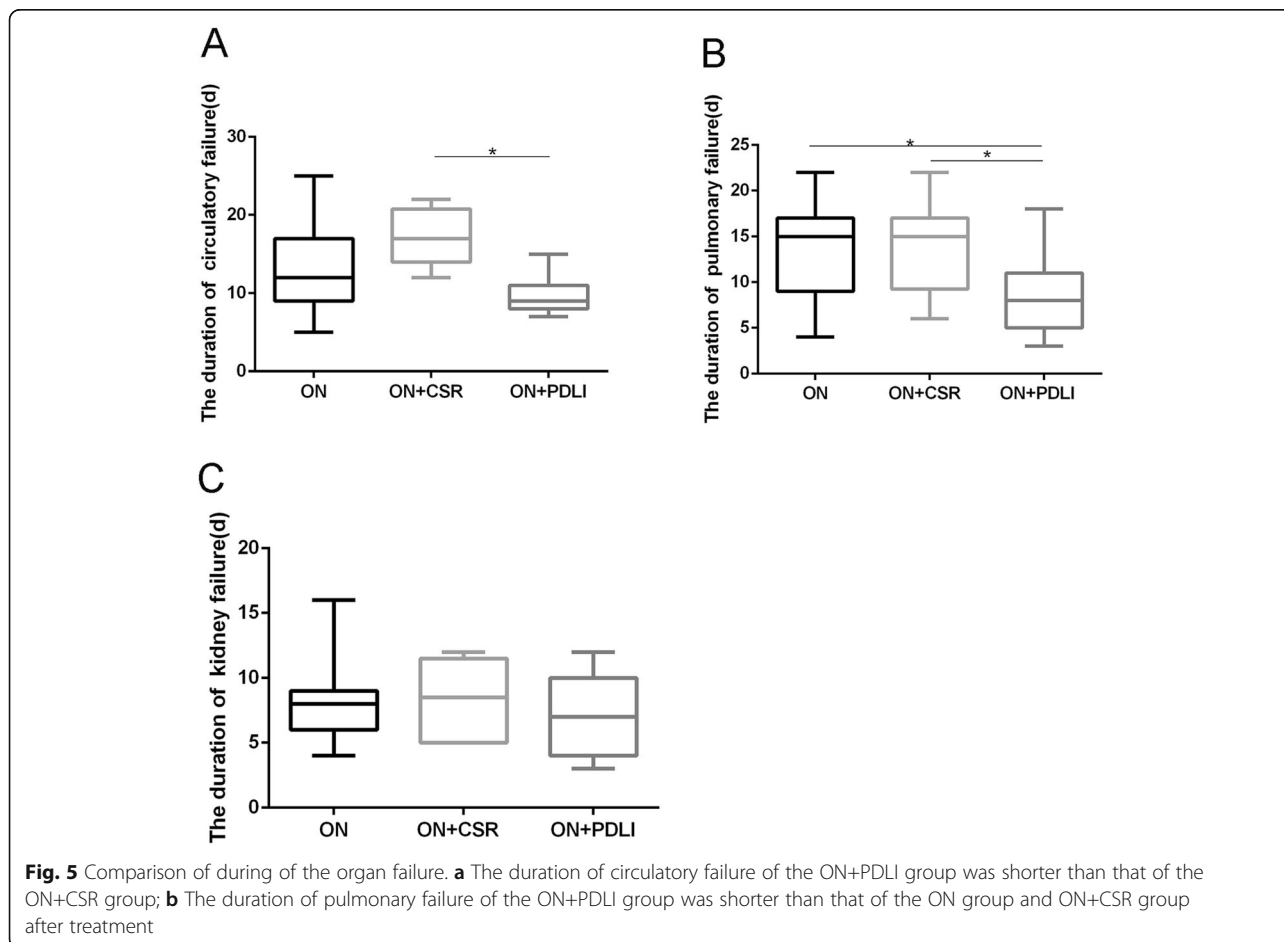 A
The duration of circulatory failure(d)
30
20
10
0
*
ON
ON+CSR
ON+PDLI
B
The duration of pulmonary failure(d)
25
20
15
10
5
0
*
*
ON
ON+CSR
ON+PDLI
C
The duration of kidney failure(d)
20
15
10
5
0
ON
ON+CSR
ON+PDLI
Fig. 5 Comparison of during of the organ failure. a The duration of circulatory failure of the ON+PDLI group was shorter than that of the
ON+CSR group; b The duration of pulmonary failure of the ON+PDLI group was shorter than that of the ON group and ON+CSR group
after treatment